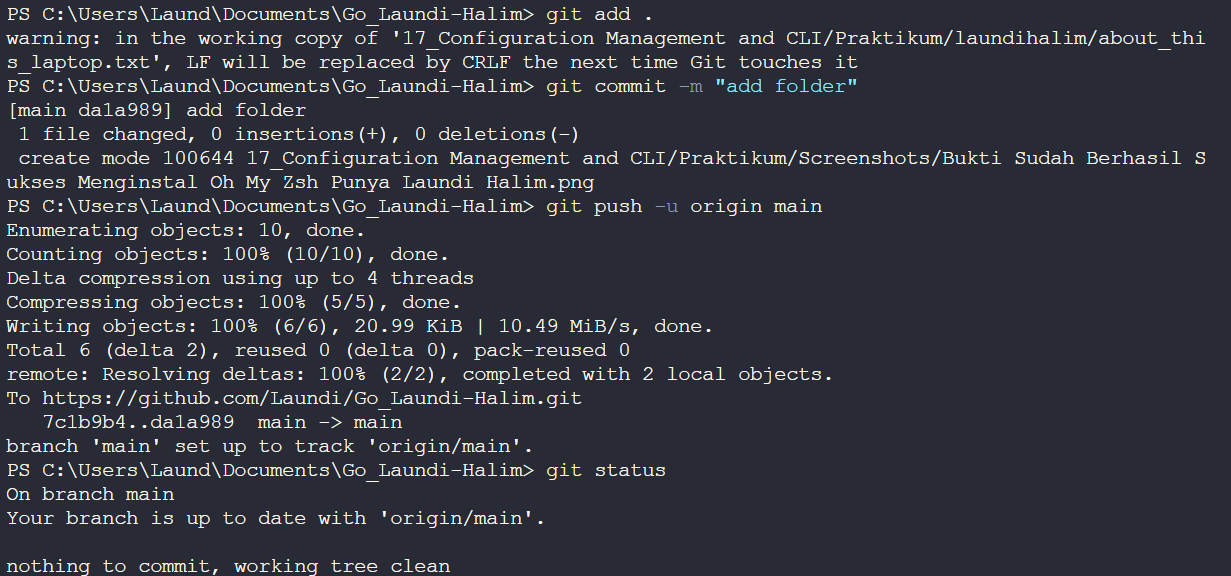 PS C:\Users\Laund\Documents\Go_Laundi-Halim> git add .
warning: in the working copy of '17_Configuration Management and CLI/Praktikum/laundihalim/about_thi
s_laptop.txt', LF will be replaced by CRLF the next time Git touches it
PS C:\Users\Laund\Documents\Go_Laundi-Halim> git commit -m "add folder"
[main da1a989] add folder
 1 file changed, 0 insertions(+), 0 deletions(-)
 create mode 100644 17_Configuration Management and CLI/Praktikum/Screenshots/Bukti Sudah Berhasil S
ukses Menginstal Oh My Zsh Punya Laundi Halim.png
PS C:\Users\Laund\Documents\Go_Laundi-Halim> git push -u origin main
Enumerating objects: 10, done.
Counting objects: 100% (10/10), done.
Delta compression using up to 4 threads
Compressing objects: 100% (5/5), done.
Writing objects: 100% (6/6), 20.99 KiB | 10.49 MiB/s, done.
Total 6 (delta 2), reused 0 (delta 0), pack-reused 0
remote: Resolving deltas: 100% (2/2), completed with 2 local objects.
To https://github.com/Laundi/Go_Laundi-Halim.git
   7c1b9b4..da1a989  main -> main
branch 'main' set up to track 'origin/main'.
PS C:\Users\Laund\Documents\Go_Laundi-Halim> git status
On branch main
Your branch is up to date with 'origin/main'.

nothing to commit, working tree clean